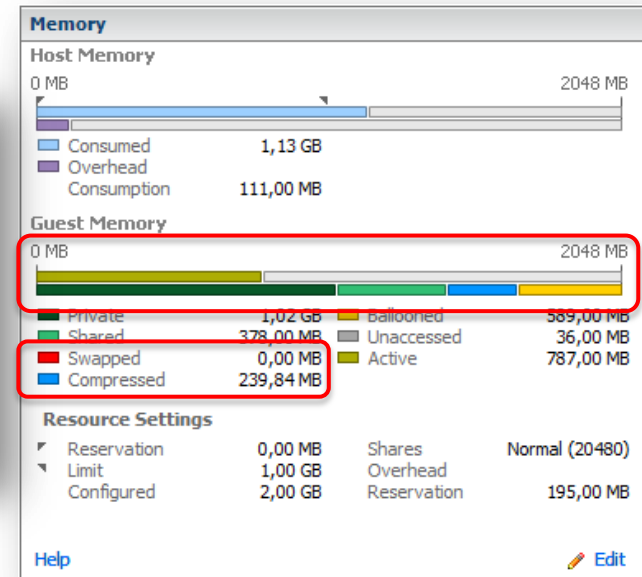 Memory
Host Memory
0 MB 2048 MB
Consumed 1,13 GB
Overhead
Consumption 111,00 MB
Guest Memory
0 MB 2048 MB
Private 1,02 GB Ballooned 589,00 MB
Shared 378,00 MB Unaccessed 36,00 MB
Swapped 0,00 MB Active 787,00 MB
Compressed 239,84 MB
Resource Settings
Reservation 0,00 MB Shares Normal (20480)
Limit 1,00 GB Overhead
Configured 2,00 GB Reservation 195,00 MB
Help Edit